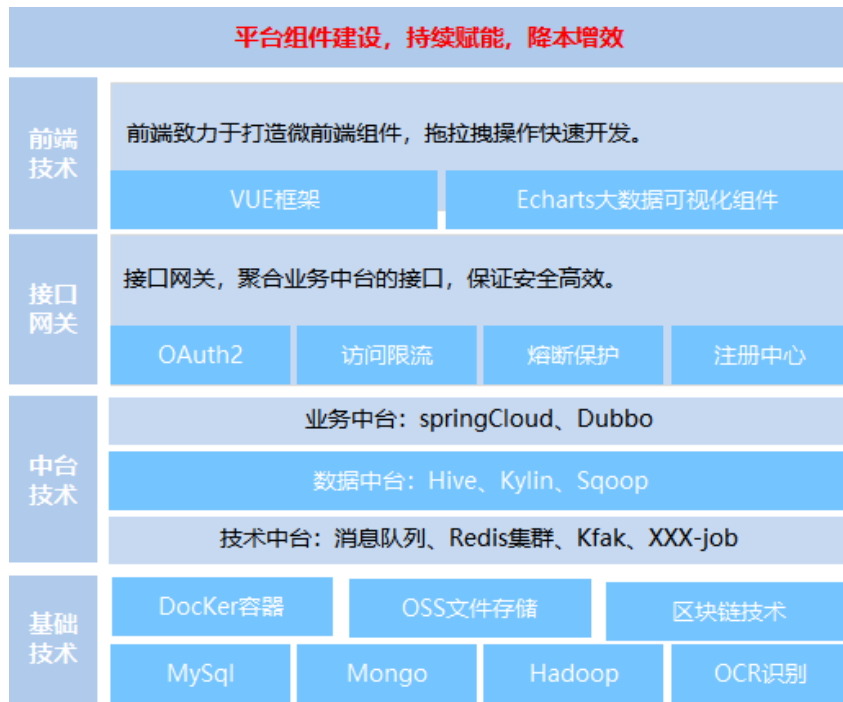 平台组件建设，持续赋能，降本增效
前端
技术
前端致力于打造微前端组件，拖拉拽操作快速开发。
VUE框架
Echarts大数据可视化组件
接口
网关
接口网关，聚合业务中台的接口，保证安全高效。
OAuth2
访问限流
熔断保护
注册中心
中台
技术
业务中台：springCloud、Dubbo
数据中台：Hive、Kylin、Sqoop
技术中台：消息队列、Redis集群、Kfak、XXX-job
基础
技术
DocKer容器
OSS文件存储
区块链技术
MySql
Mongo
Hadoop
OCR识别